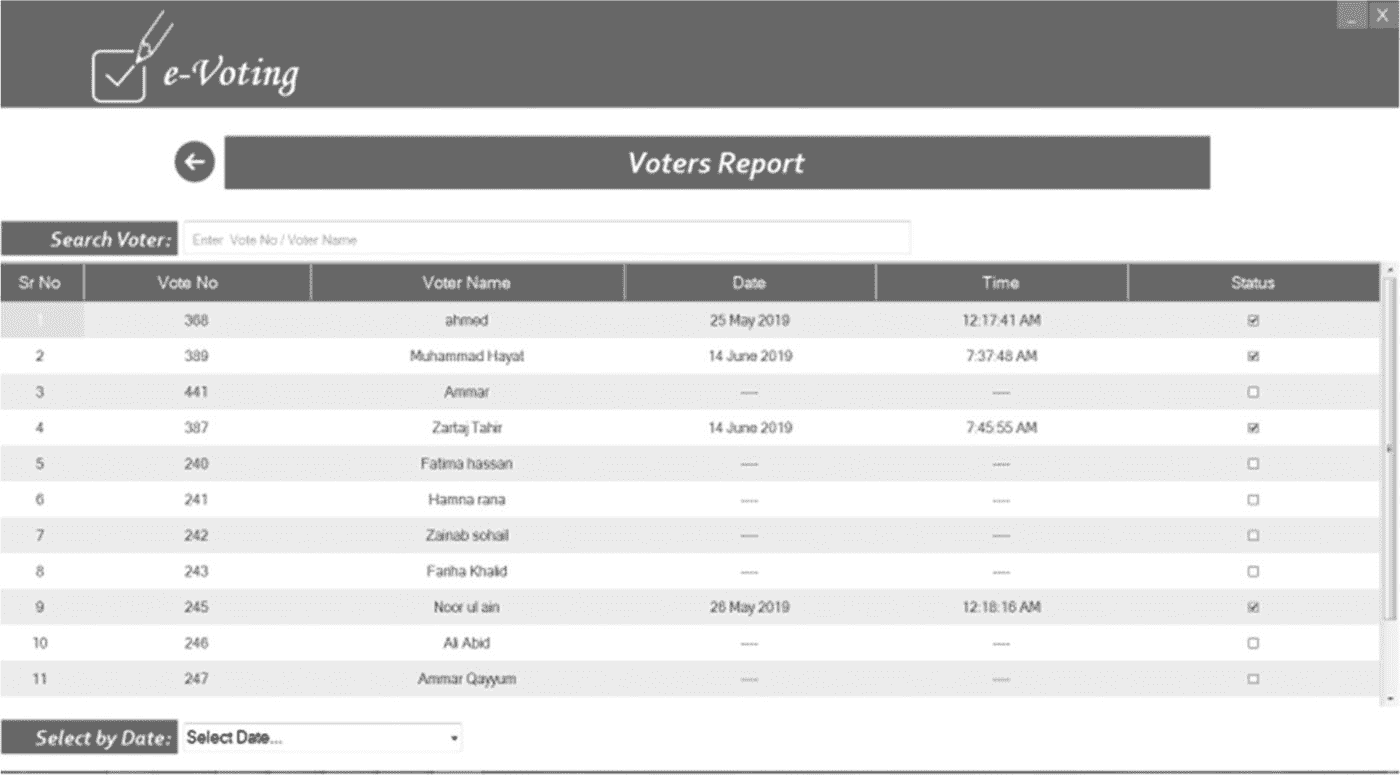 _ X
e-Voting
Voters Report
Search Voter: Enter Vote No / Voter Name
Sr No Vote No Voter Name Date Time Status
1 368 ahmed 25 May 2019 12:17:41 AM
2 389 Muhammad Hayat 14 June 2019 7:37:48 AM
3 441 Ammar ---- ----
4 387 Zartaj Tahir 14 June 2019 7:45:55 AM
5 240 Fatima hassan ---- ----
6 241 Hamna rana ---- ----
7 242 Zainab sohail ---- ----
8 243 Fariha Khalid ---- ----
9 245 Noor ul ain 26 May 2019 12:18:16 AM
10 246 Ali Abid ---- ----
11 247 Ammar Qayyum ---- ----
Select by Date: Select Date...